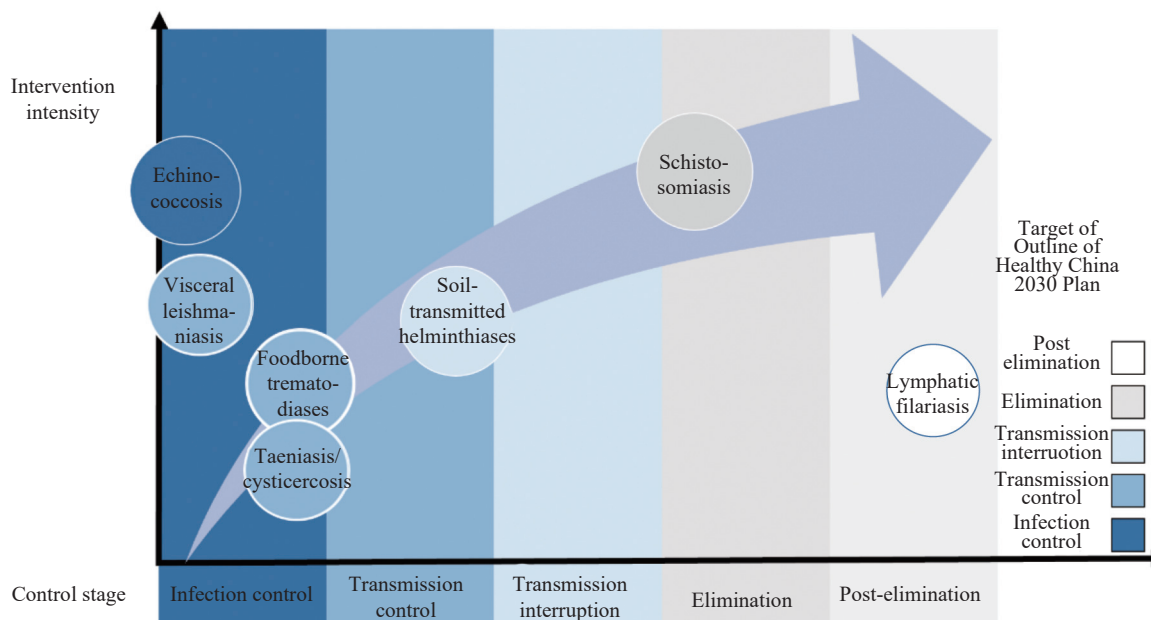 Intervention
intensity
Echino-
coccosis
Visceral
leishma-
niasis
Foodborne
tremato-
diases
Taeniasis/
cysticercosis
Soil-
transmitted
helminthiases
Schisto-
somiasis
Lymphatic
filariasis
Target of
Outline of
Healthy China
2030 Plan
Post
elimination
Elimination
Transmission
interruotion
Transmission
control
Infection
control
Control stage
Infection control
Transmission
control
Transmission
interruption
Elimination
Post-elimination